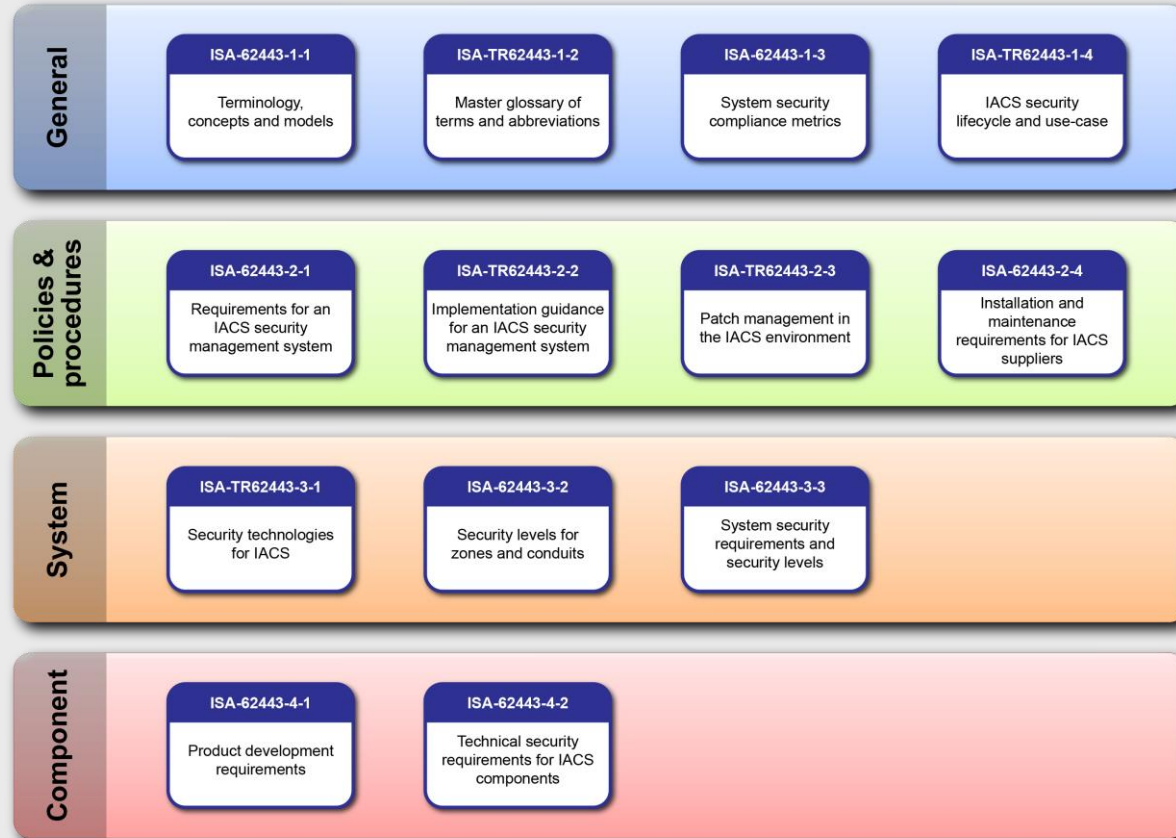 General
ISA-62443-1-1
Terminology,
concepts and models
ISA-TR62443-1-2
Master glossary of
terms and abbreviations
ISA-62443-1-3
System security
compliance metrics
ISA-TR62443-1-4
IACS security
lifecycle and use-case
Policies &
procedures
ISA-62443-2-1
Requirements for an
IACS security
management system
ISA-TR62443-2-2
Implementation guidance
for an IACS security
management system
ISA-TR62443-2-3
Patch management in
the IACS environment
ISA-62443-2-4
Installation and
maintenance
requirements for IACS
suppliers
System
ISA-TR62443-3-1
Security technologies
for IACS
ISA-62443-3-2
Security levels for
zones and conduits
ISA-62443-3-3
System security
requirements and
security levels
Component
ISA-62443-4-1
Product development
requirements
ISA-62443-4-2
Technical security
requirements for IACS
components